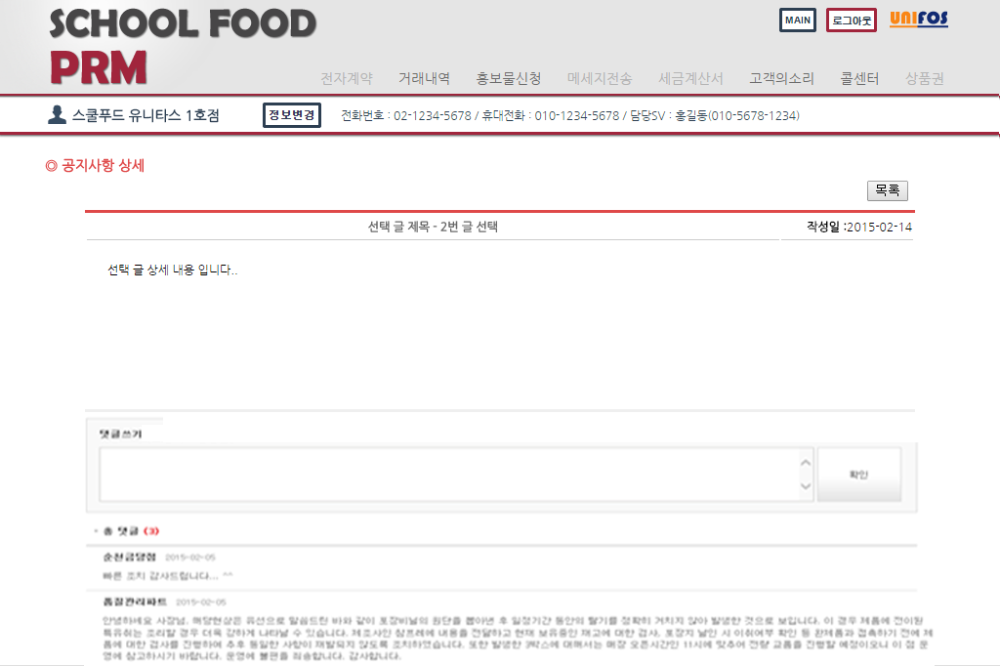 SCHOOL FOOD
PRM
MAIN 로그아웃 UNIFOS
전자계약 거래내역 홍보물신청 메세지전송 세금계산서 고객의소리 콜센터 상품권
스쿨푸드 유니타스 1호점 정보변경 전화번호 : 02-1234-5678 / 휴대전화 : 010-1234-5678 / 담당SV : 홍길동(010-5678-1234)
◎ 공지사항 상세
목록
선택 글 제목 - 2번 글 선택 작성일 :2015-02-14
선택 글 상세 내용 입니다..
댓글쓰기
확인
· 총 댓글 (3)
순천금당점 2015-02-05
빠른 조치 감사드립니다... ^^
품질관리파트 2015-02-05
안녕하세요 사장님. 해당현상은 유선으로 말씀드린 바와 같이 포장비닐의 원단을 뽑아낸 후 일정기간 동안의 탈기를 정확히 거치지 않아 발생한 것으로 보입니다. 이 경우 제품에 전이된
특유취는 조리할 경우 더욱 강하게 나타날 수 있습니다. 제조사인 참프레에 내용을 전달하고 현재 보유중인 재고에 대한 검사, 포장지 납인 시 이취여부 확인 등 완제품과 접촉하기 전에 제
품에 대한 검사를 진행하여 추후 동일한 사항이 재발되지 않도록 조치하였습니다. 또한 발생한 3박스에 대해서는 매장 오픈시간인 11시에 맞추어 전량 교품을 진행할 예정이오니 이 점 운
영에 참고하시기 바랍니다. 운영에 불편을 죄송합니다. 감사합니다.